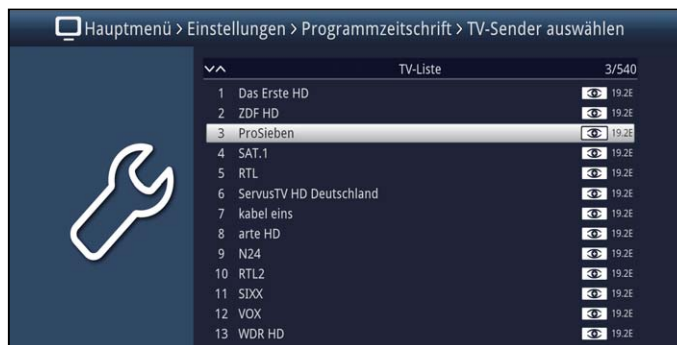 Hauptmenü > Einstellungen > Programmzeitschrift > TV-Sender auswählen
TV-Liste 3/540
1 Das Erste HD 19.2E
2 ZDF HD 19.2E
3 ProSieben 19.2E
4 SAT.1 19.2E
5 RTL 19.2E
6 ServusTV HD Deutschland 19.2E
7 kabel eins 19.2E
8 arte HD 19.2E
9 N24 19.2E
10 RTL2 19.2E
11 SIXX 19.2E
12 VOX 19.2E
13 WDR HD 19.2E